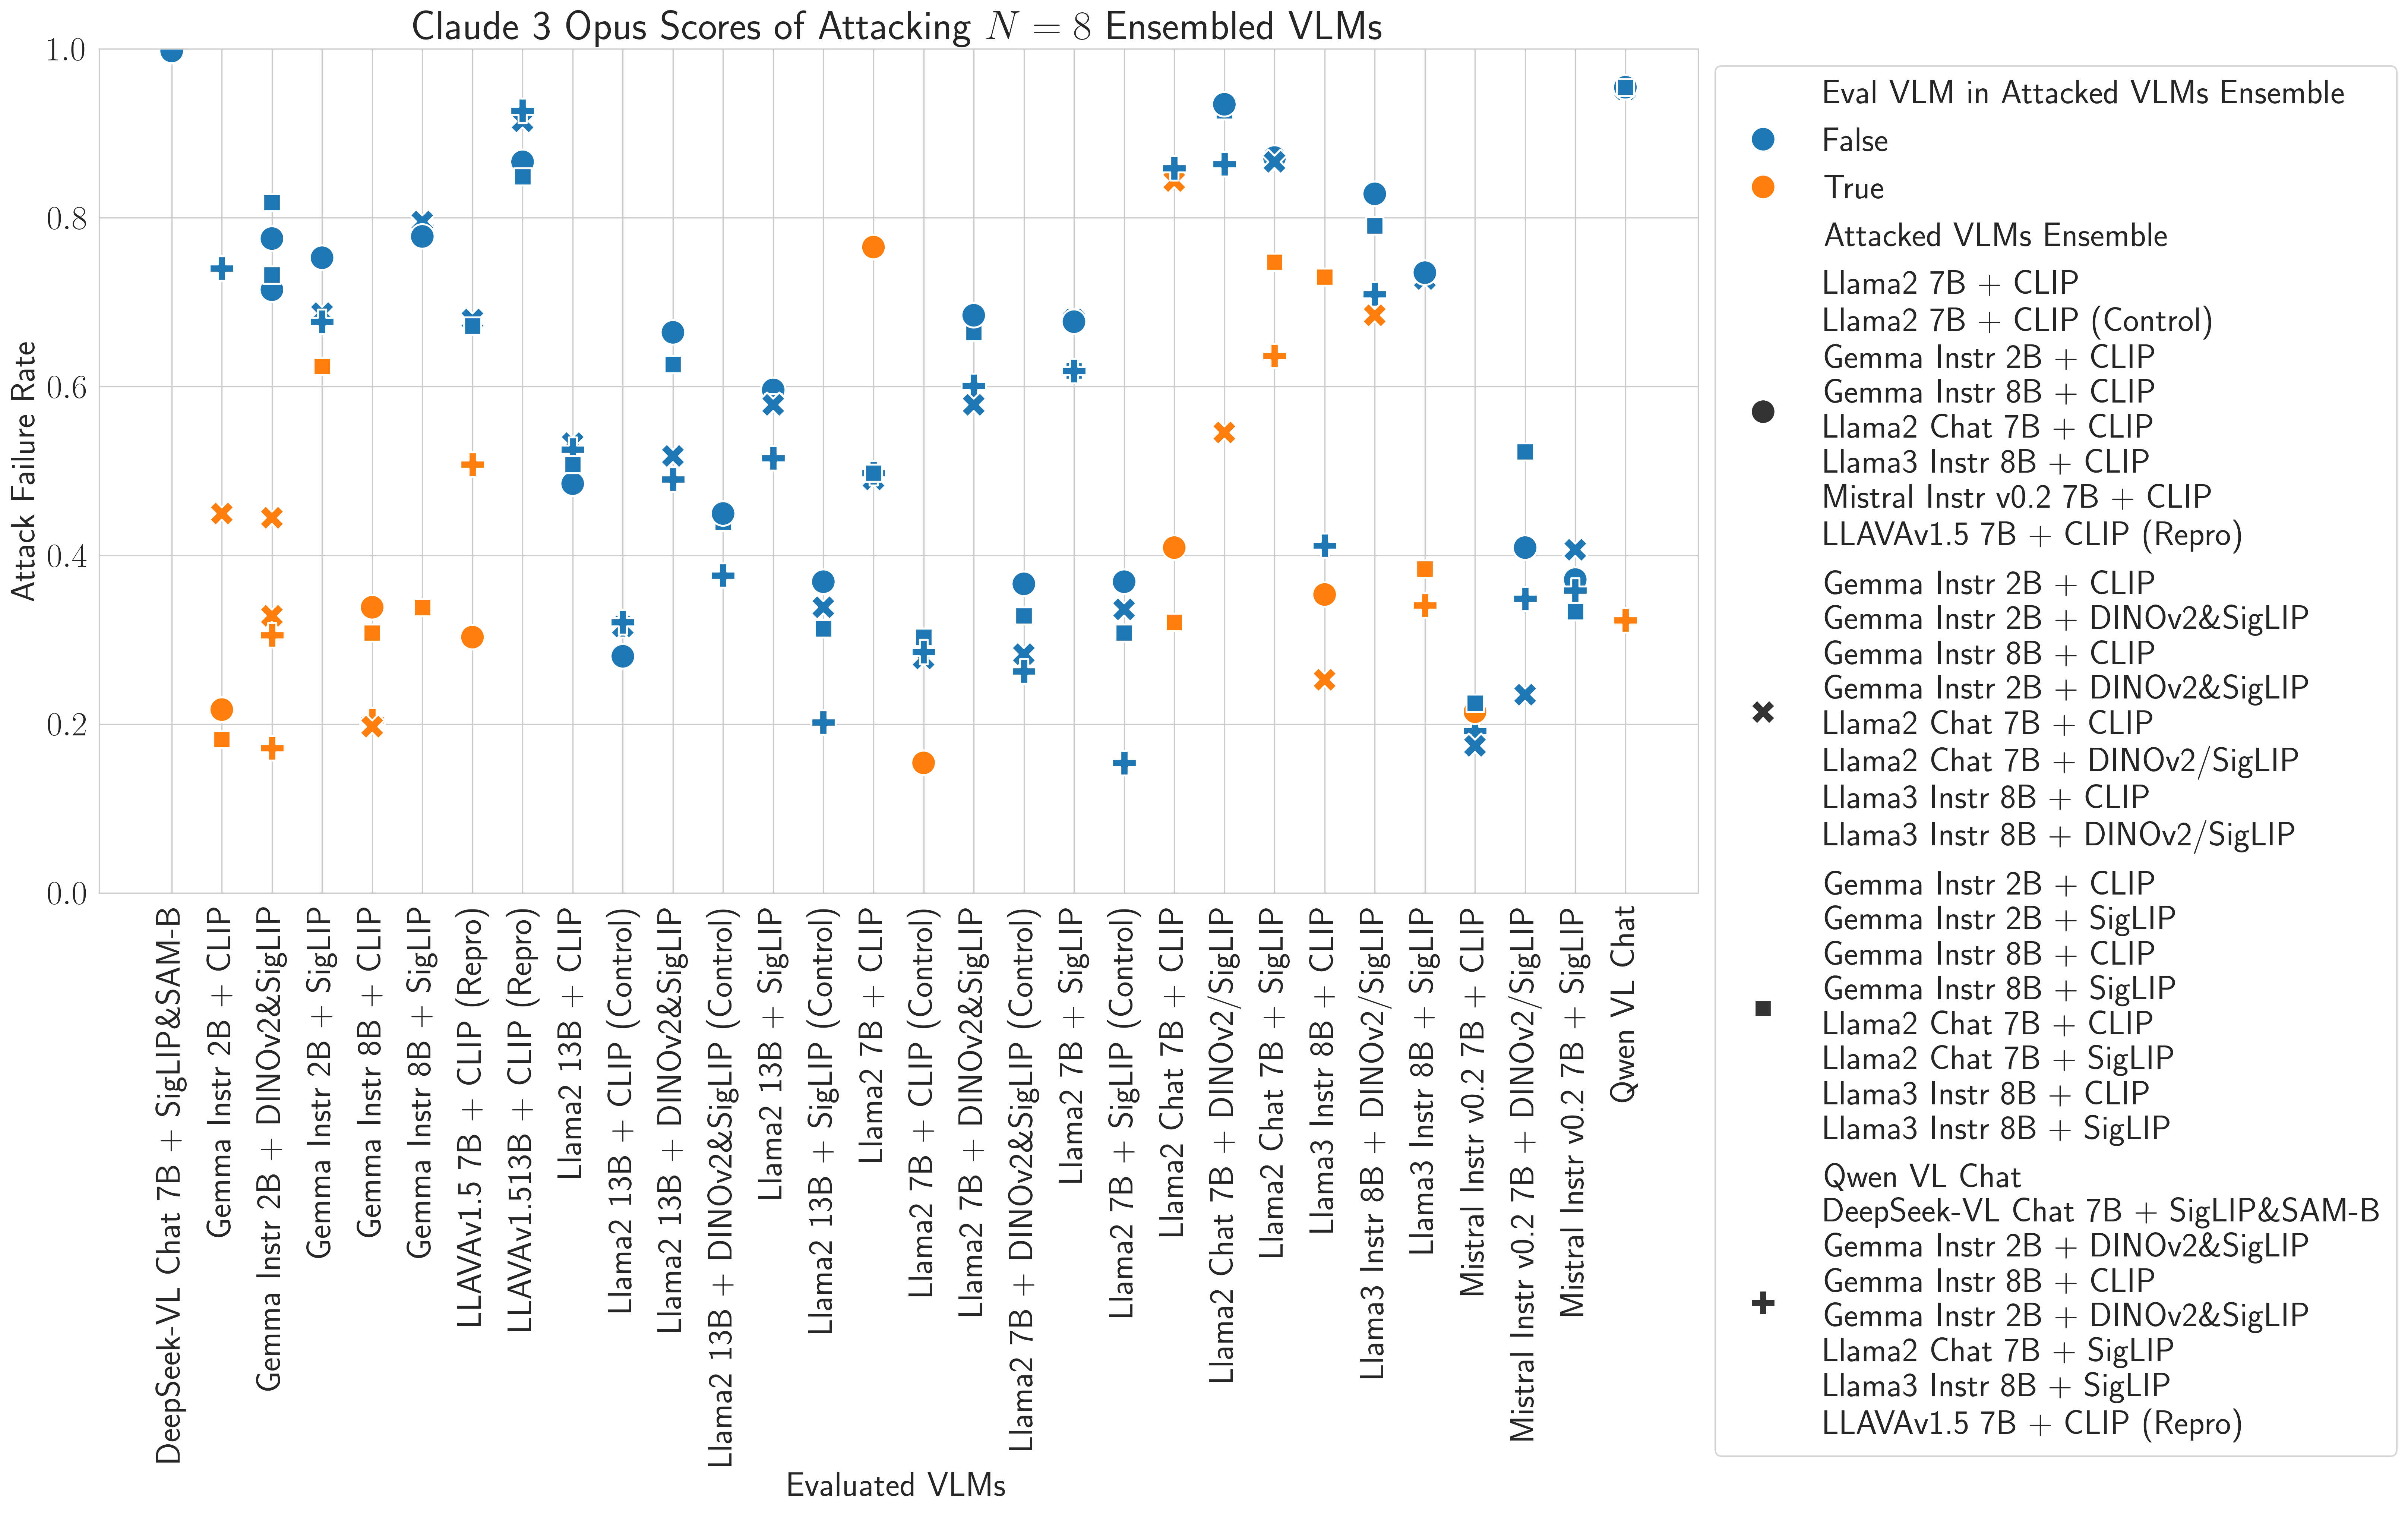 Claude 3 Opus Scores of Attacking N = 8 Ensembled VLMs
Attack Failure Rate
1.0
0.8
0.6
0.4
0.2
0.0
DeepSeek-VL Chat 7B + SigLIP&SAM-B
Gemma Instr 2B + CLIP
Gemma Instr 2B + DINOv2&SigLIP
Gemma Instr 2B + SigLIP
Gemma Instr 8B + CLIP
Gemma Instr 8B + SigLIP
LLAVAv1.5 7B + CLIP (Repro)
LLAVAv1.513B + CLIP (Repro)
Llama2 13B + CLIP
Llama2 13B + CLIP (Control)
Llama2 13B + DINOv2&SigLIP
Llama2 13B + DINOv2&SigLIP (Control)
Llama2 13B + SigLIP
Llama2 13B + SigLIP (Control)
Llama2 7B + CLIP
Llama2 7B + CLIP (Control)
Llama2 7B + DINOv2&SigLIP
Llama2 7B + DINOv2&SigLIP (Control)
Llama2 7B + SigLIP
Llama2 7B + SigLIP (Control)
Llama2 Chat 7B + CLIP
Llama2 Chat 7B + DINOv2/SigLIP
Llama2 Chat 7B + SigLIP
Llama3 Instr 8B + CLIP
Llama3 Instr 8B + DINOv2/SigLIP
Llama3 Instr 8B + SigLIP
Mistral Instr v0.2 7B + CLIP
Mistral Instr v0.2 7B + DINOv2/SigLIP
Mistral Instr v0.2 7B + SigLIP
Qwen VL Chat
Evaluated VLMs
Eval VLM in Attacked VLMs Ensemble
False
True
Attacked VLMs Ensemble
Llama2 7B + CLIP
Llama2 7B + CLIP (Control)
Gemma Instr 2B + CLIP
Gemma Instr 8B + CLIP
Llama2 Chat 7B + CLIP
Llama3 Instr 8B + CLIP
Mistral Instr v0.2 7B + CLIP
LLAVAv1.5 7B + CLIP (Repro)
Gemma Instr 2B + CLIP
Gemma Instr 2B + DINOv2&SigLIP
Gemma Instr 8B + CLIP
Gemma Instr 2B + DINOv2&SigLIP
Llama2 Chat 7B + CLIP
Llama2 Chat 7B + DINOv2/SigLIP
Llama3 Instr 8B + CLIP
Llama3 Instr 8B + DINOv2/SigLIP
Gemma Instr 2B + CLIP
Gemma Instr 2B + SigLIP
Gemma Instr 8B + CLIP
Gemma Instr 8B + SigLIP
Llama2 Chat 7B + CLIP
Llama2 Chat 7B + SigLIP
Llama3 Instr 8B + CLIP
Llama3 Instr 8B + SigLIP
Qwen VL Chat
DeepSeek-VL Chat 7B + SigLIP&SAM-B
Gemma Instr 2B + DINOv2&SigLIP
Gemma Instr 8B + CLIP
Gemma Instr 2B + DINOv2&SigLIP
Llama2 Chat 7B + SigLIP
Llama3 Instr 8B + SigLIP
LLAVAv1.5 7B + CLIP (Repro)